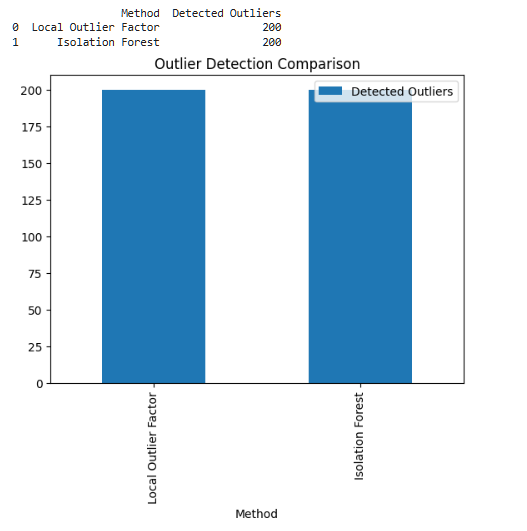 Method Detected Outliers
0 Local Outlier Factor 200
1 Isolation Forest 200
Outlier Detection Comparison
Detected Outliers
200
175
150
125
100
75
50
25
0
Local Outlier Factor
Isolation Forest
Method